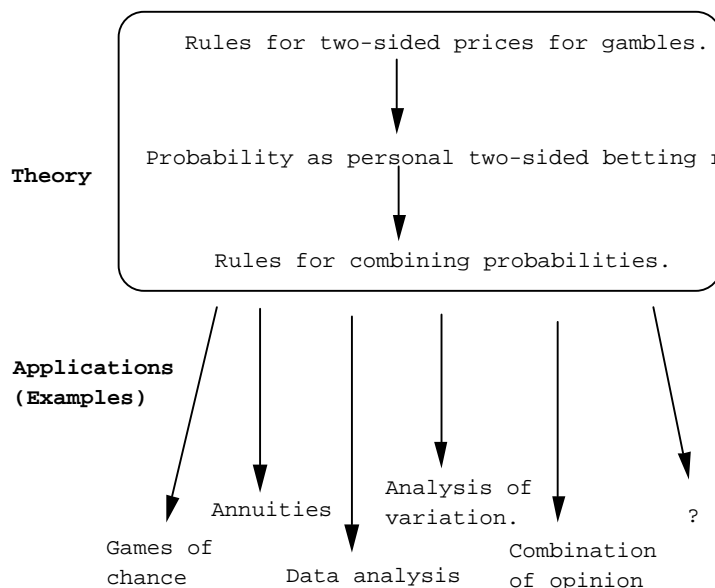 Rules for two-sided prices for gambles.
Theory
Probability as personal two-sided betting
Rules for combining probabilities.
Applications
(Examples)
Analysis of
variation.
Annuities
?
Games of
chance
Combination
of opinion
Data analysis